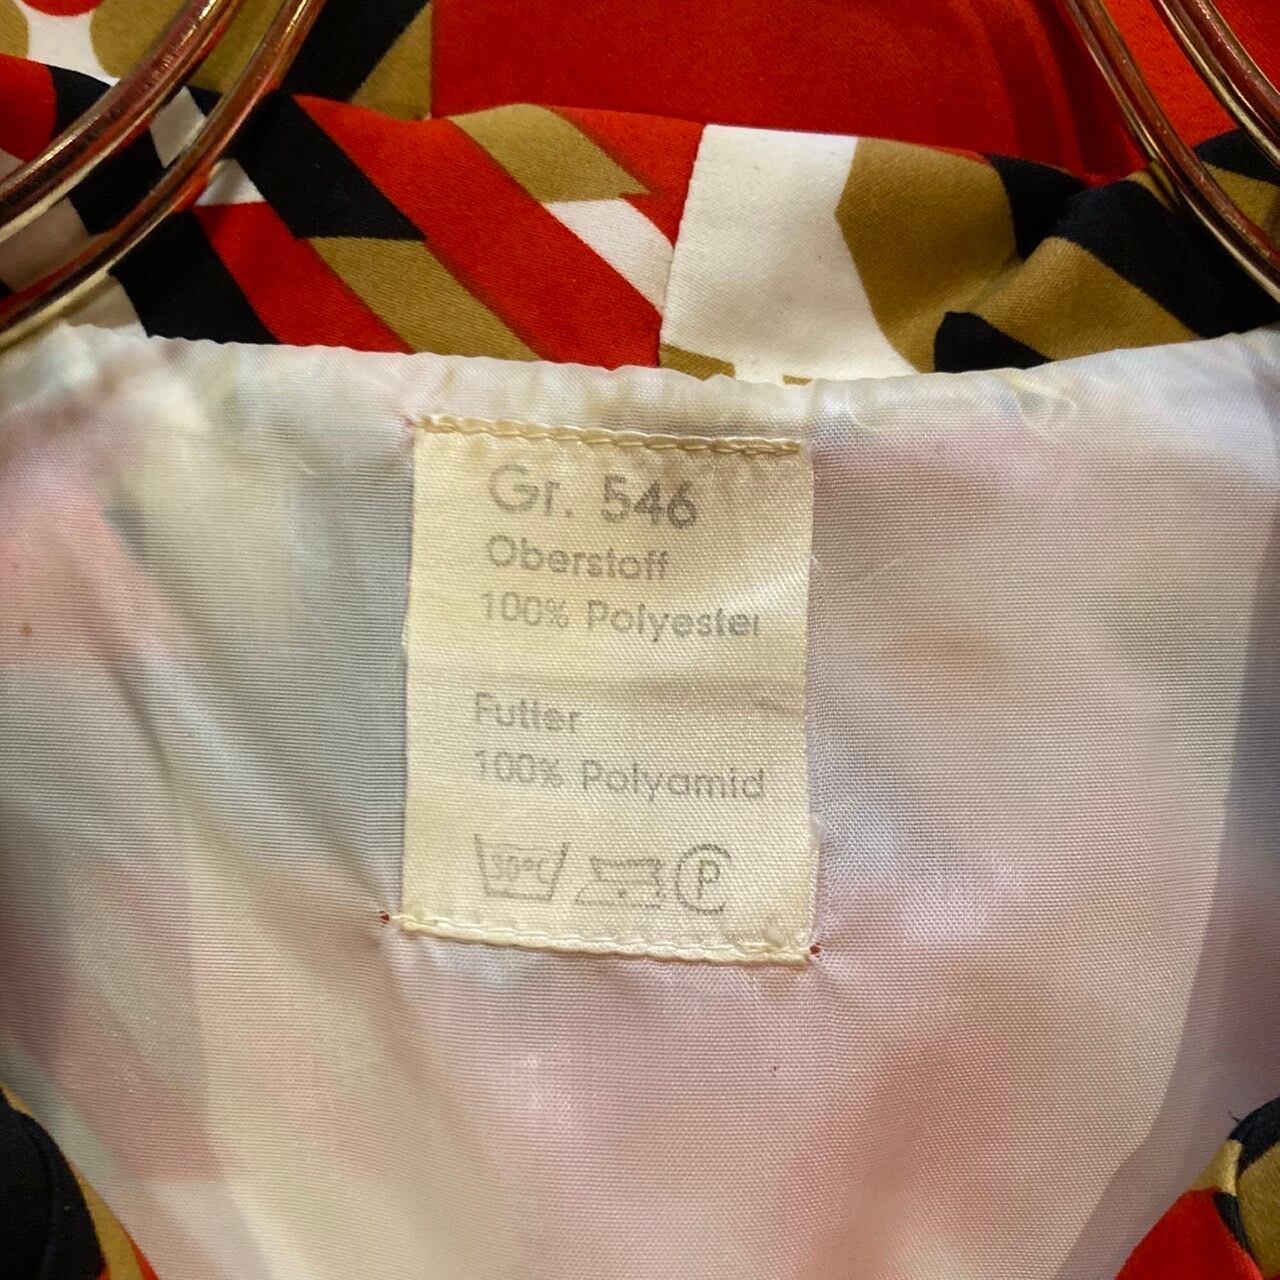 Gr. 546
Oberstoff
100% Polyester
Futter
100% Polyamid
30°C P